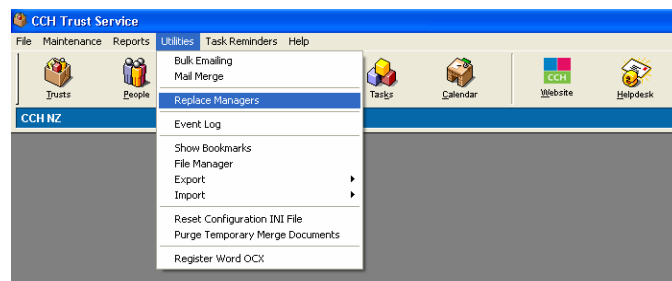 CCH Trust Service
File Maintenance Reports Utilities Task Reminders Help
Bulk Emailing
Mail Merge
Replace Managers
Event Log
Show Bookmarks
File Manager
Export
Import
Reset Configuration INI File
Purge Temporary Merge Documents
Register Word OCX
Trusts People Tasks Calendar CCH Website Helpdesk
CCH NZ